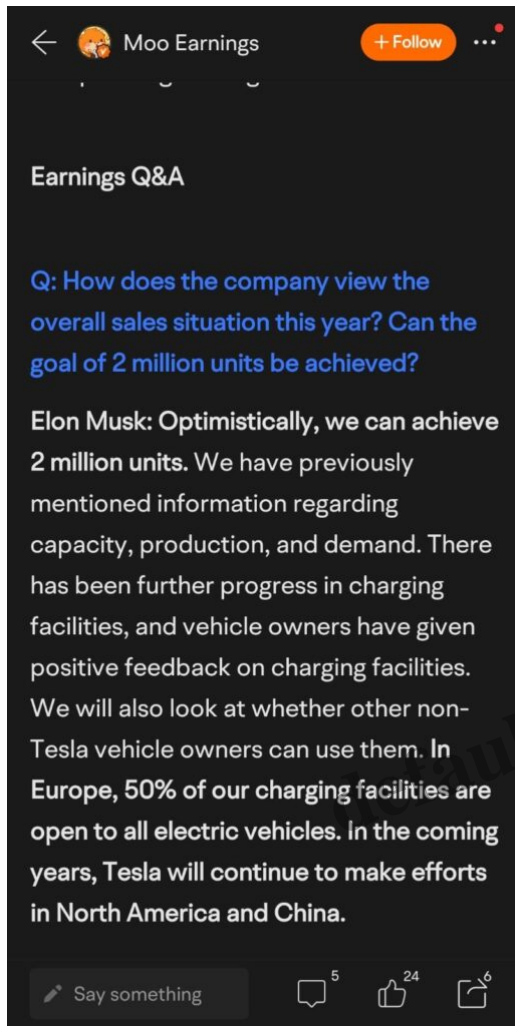 Moo Earnings
+ Follow
Earnings Q&A
Q: How does the company view the
overall sales situation this year? Can the
goal of 2 million units be achieved?
Elon Musk: Optimistically, we can achieve
2 million units. We have previously
mentioned information regarding
capacity, production, and demand. There
has been further progress in charging
facilities, and vehicle owners have given
positive feedback on charging facilities.
We will also look at whether other non-
Tesla vehicle owners can use them. In
Europe, 50% of our charging facilities are
open to all electric vehicles. In the coming
years, Tesla will continue to make efforts
in North America and China.
Say something
5
24
6